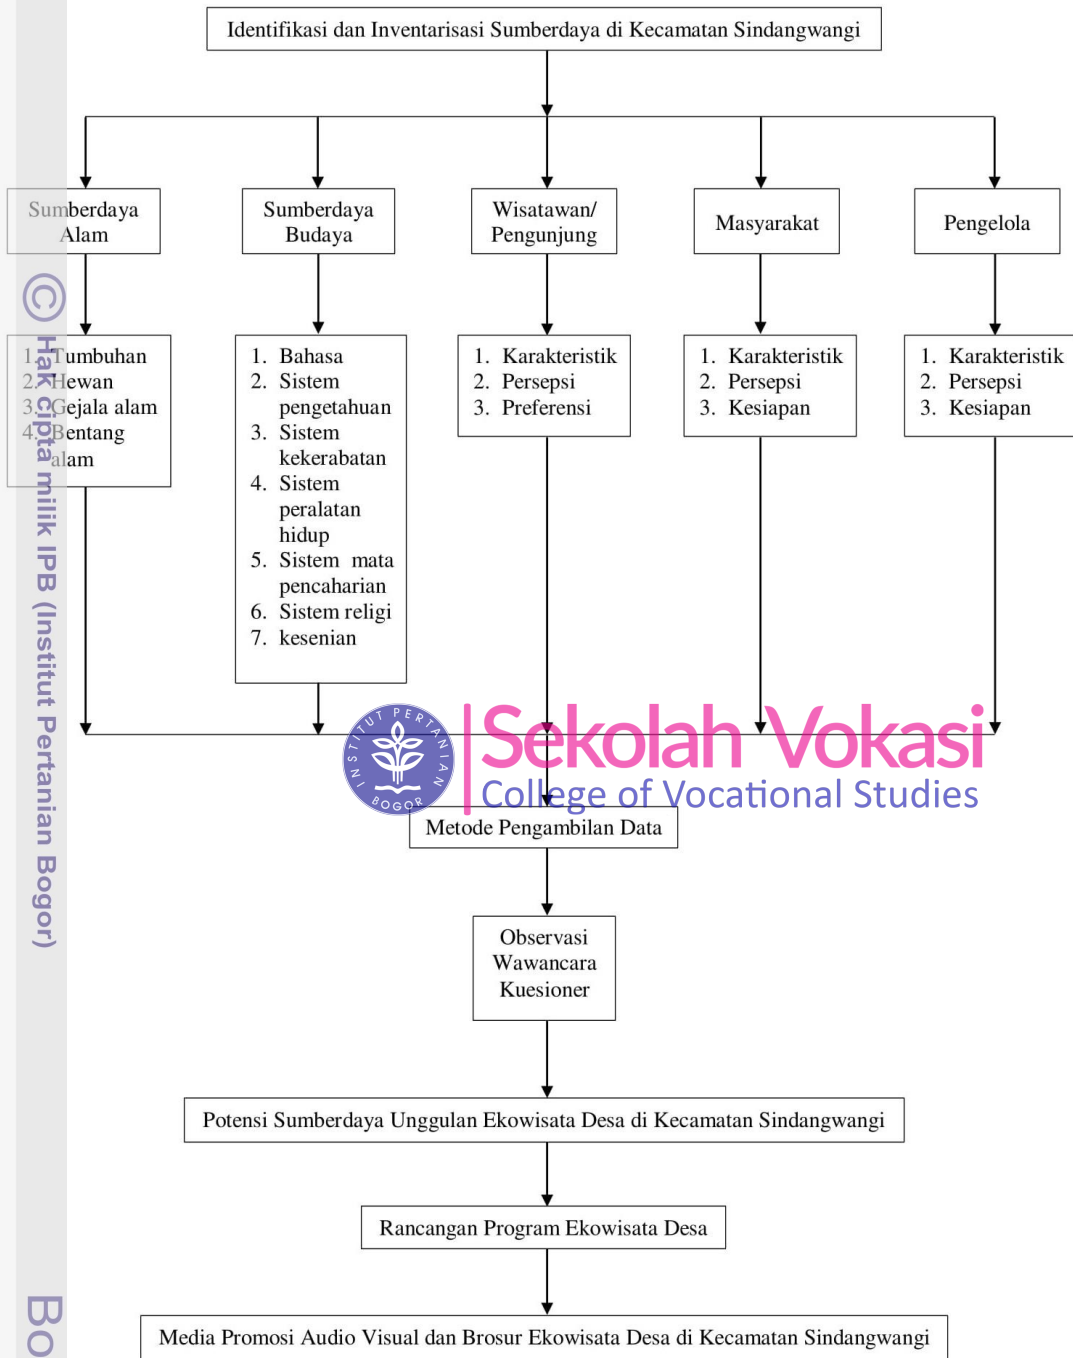 Identifikasi dan Inventarisasi Sumberdaya di Kecamatan Sindangwangi
Sumberdaya
Alam
Sumberdaya
Budaya
Wisatawan/
Pengunjung
Masyarakat
Pengelola
1. Tumbuhan
2. Hewan
3. Gejala alam
4. Bentang
alam
1. Bahasa
2. Sistem
pengetahuan
3. Sistem
kekerabatan
4. Sistem
peralatan
hidup
5. Sistem mata
pencaharian
6. Sistem religi
7. kesenian
1. Karakteristik
2. Persepsi
3. Preferensi
1. Karakteristik
2. Persepsi
3. Kesiapan
1. Karakteristik
2. Persepsi
3. Kesiapan
© Hak cipta milik IPB (Institut Pertanian Bogor)
INSTITUT PERTANIAN
BOGOR
Sekolah Vokasi
College of Vocational Studies
Metode Pengambilan Data
Observasi
Wawancara
Kuesioner
Potensi Sumberdaya Unggulan Ekowisata Desa di Kecamatan Sindangwangi
Rancangan Program Ekowisata Desa
Media Promosi Audio Visual dan Brosur Ekowisata Desa di Kecamatan Sindangwangi
Bo